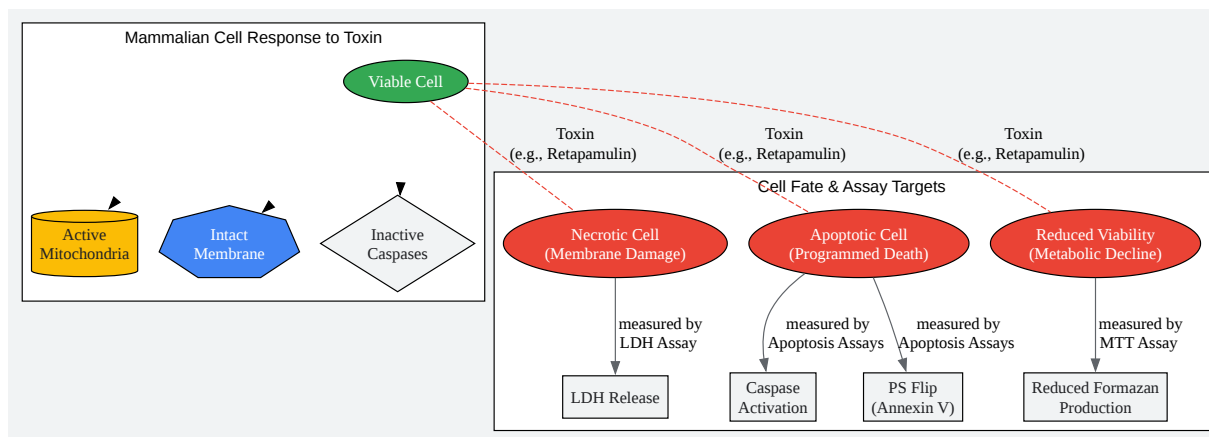 Mammalian Cell Response to Toxin
Viable Cell
Active
Mitochondria
Intact
Membrane
Inactive
Caspases
Toxin
(e.g., Retapamulin)
Toxin
(e.g., Retapamulin)
Toxin
(e.g., Retapamulin)
Cell Fate & Assay Targets
Necrotic Cell
(Membrane Damage)
Apoptotic Cell
(Programmed Death)
Reduced Viability
(Metabolic Decline)
measured by
LDH Assay
measured by
Apoptosis Assays
measured by
Apoptosis Assays
measured by
MTT Assay
LDH Release
Caspase
Activation
PS Flip
(Annexin V)
Reduced Formazan
Production